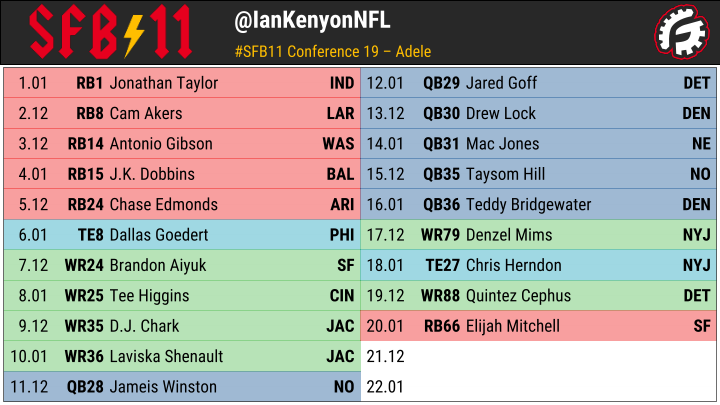 SFB⚡11
@IanKenyonNFL
#SFB11 Conference 19 – Adele
1.01 RB1 Jonathan Taylor IND
2.12 RB8 Cam Akers LAR
3.12 RB14 Antonio Gibson WAS
4.01 RB15 J.K. Dobbins BAL
5.12 RB24 Chase Edmonds ARI
6.01 TE8 Dallas Goedert PHI
7.12 WR24 Brandon Aiyuk SF
8.01 WR25 Tee Higgins CIN
9.12 WR35 D.J. Chark JAC
10.01 WR36 Laviska Shenault JAC
11.12 QB28 Jameis Winston NO
12.01 QB29 Jared Goff DET
13.12 QB30 Drew Lock DEN
14.01 QB31 Mac Jones NE
15.12 QB35 Taysom Hill NO
16.01 QB36 Teddy Bridgewater DEN
17.12 WR79 Denzel Mims NYJ
18.01 TE27 Chris Herndon NYJ
19.12 WR88 Quintez Cephus DET
20.01 RB66 Elijah Mitchell SF
21.12
22.01